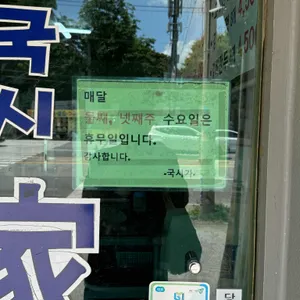 국
시
家
매달
둘째, 넷째주 수요일은
휴무일입니다.
감사합니다.
-국시가-